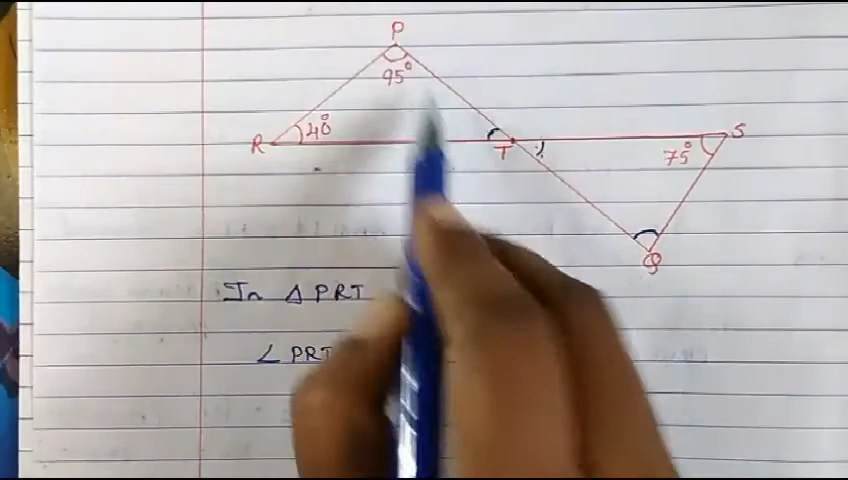 P
95°
R 40°
T
75° S
Q
In △ PRT
∠ PRT